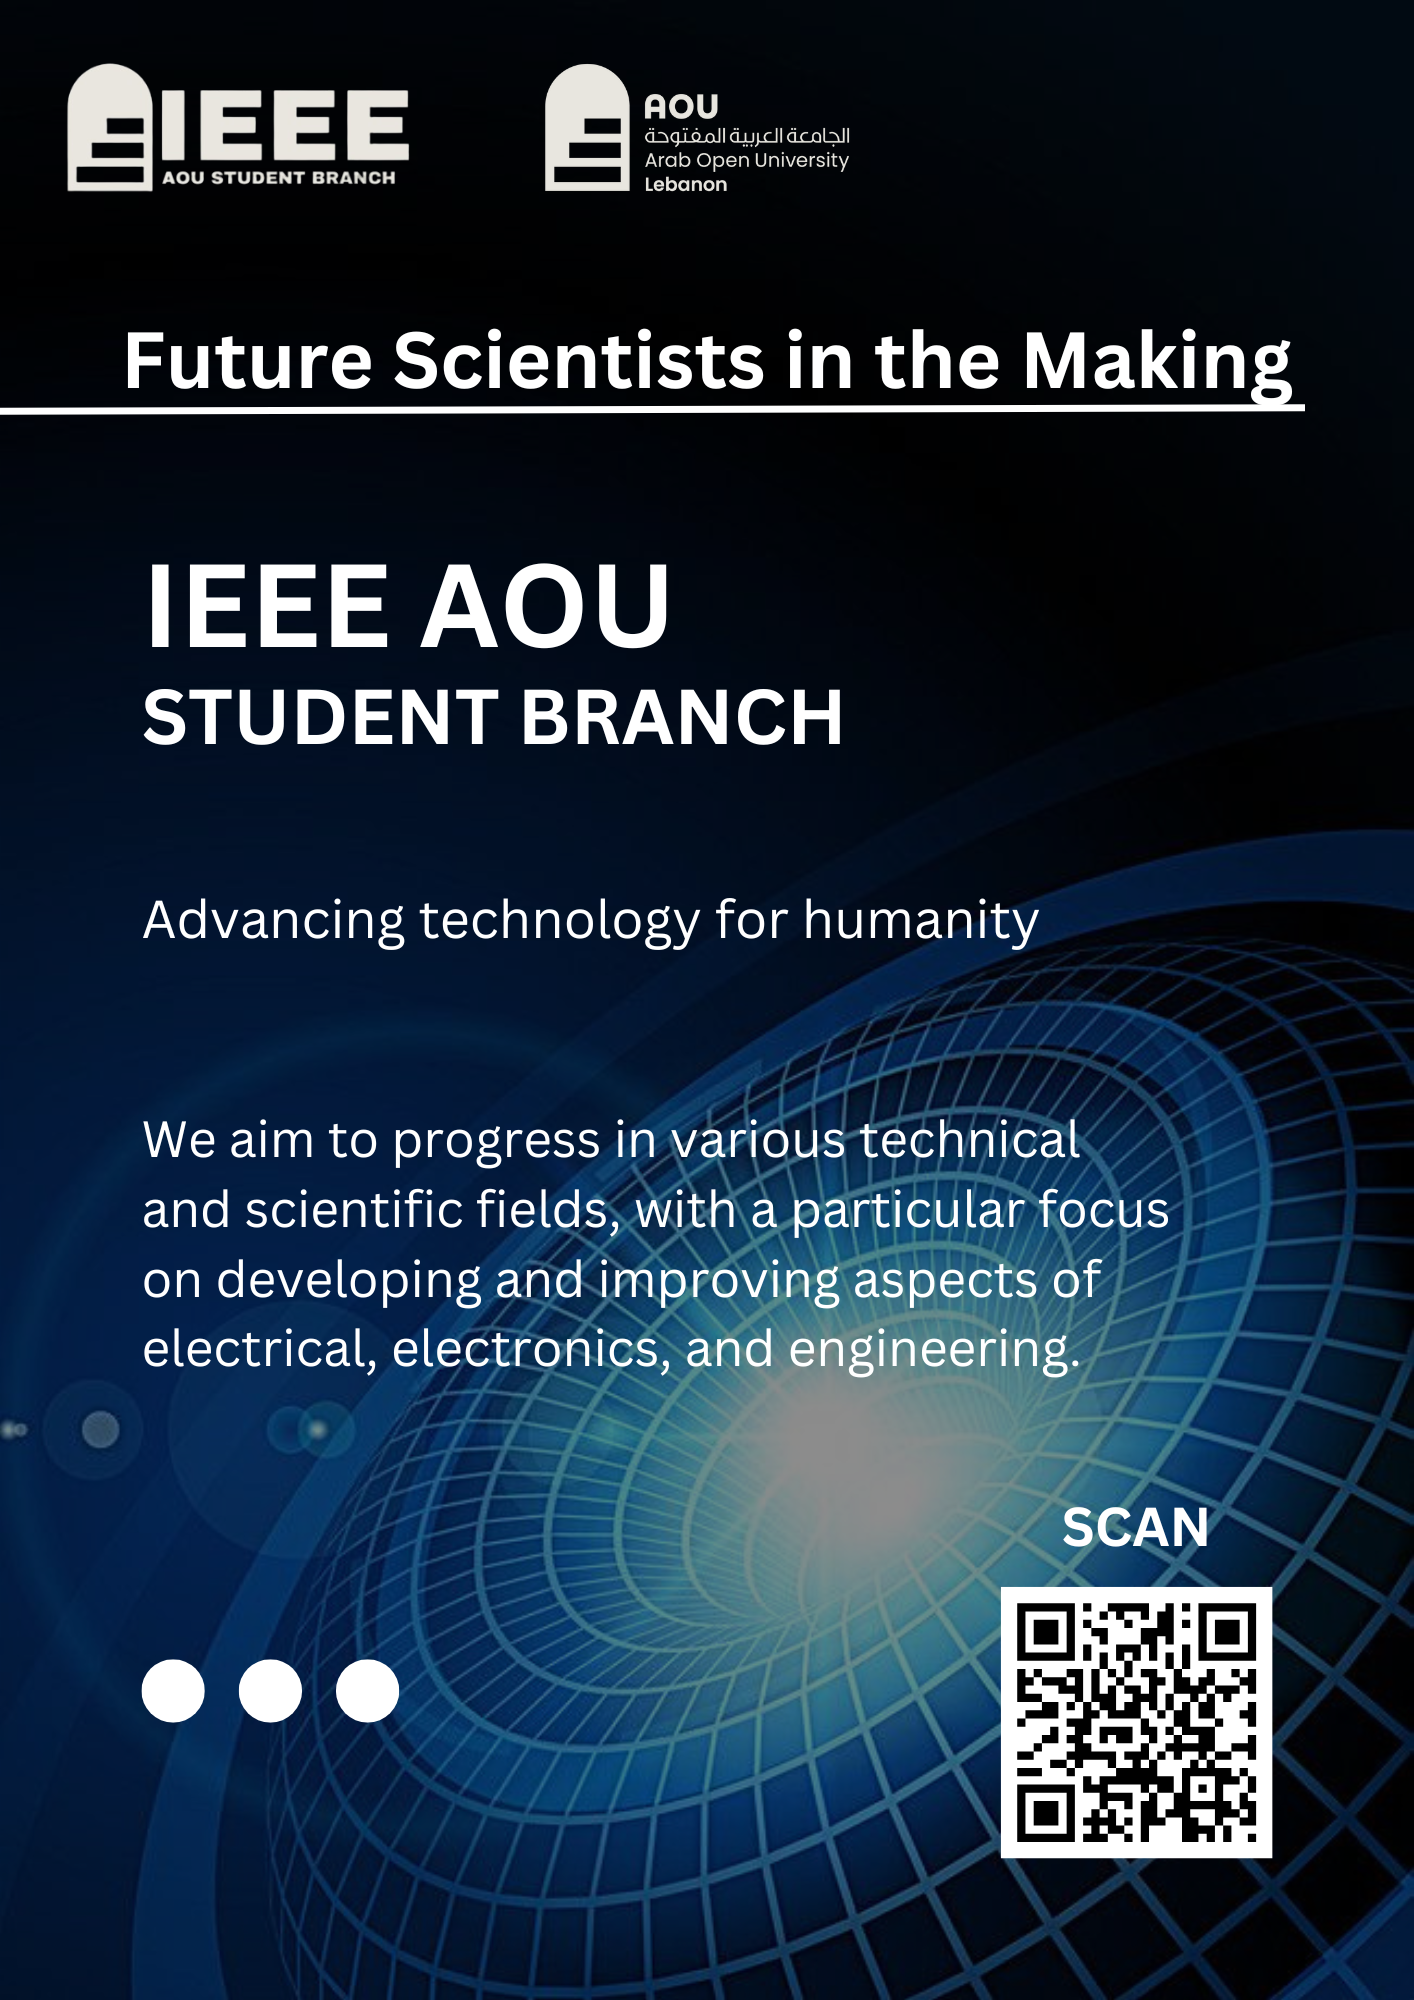 IEEE
AOU STUDENT BRANCH
AOU
الجامعة العربية المفتوحة
Arab Open University
Lebanon
Future Scientists in the Making
IEEE AOU
STUDENT BRANCH
Advancing technology for humanity
We aim to progress in various technical
and scientific fields, with a particular focus
on developing and improving aspects of
electrical, electronics, and engineering.
SCAN